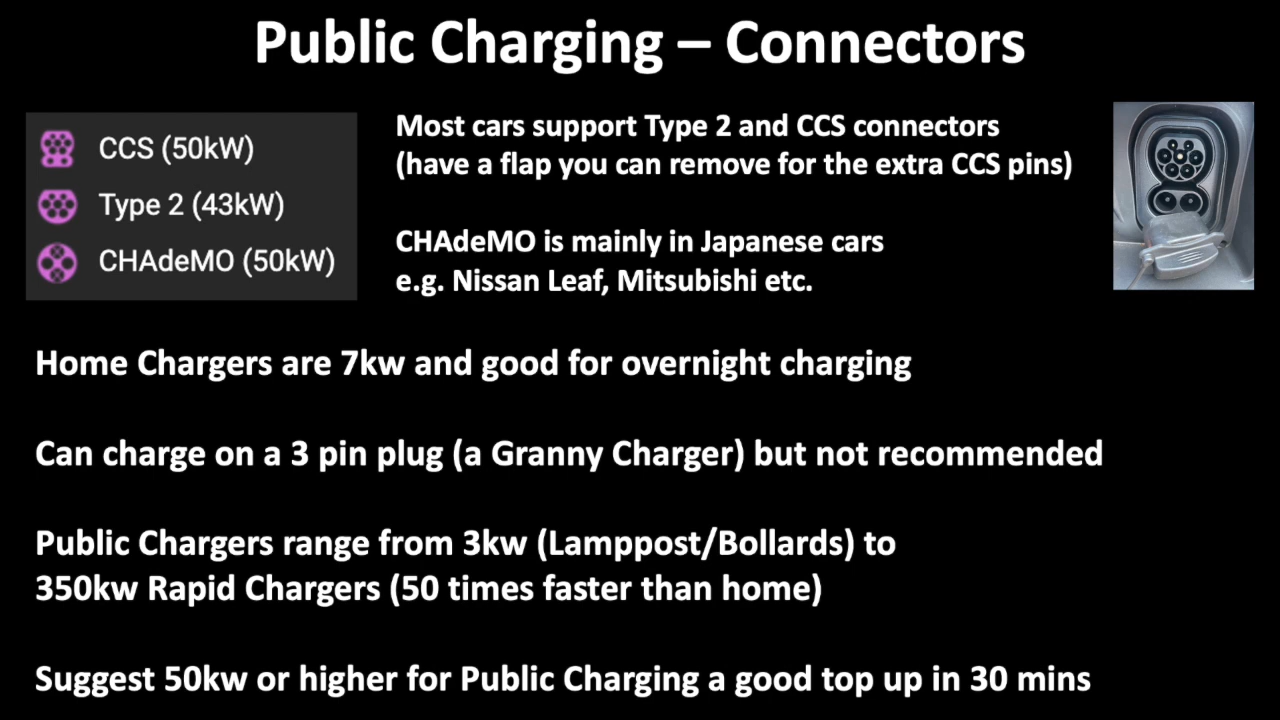 Public Charging – Connectors
CCS (50kW)
Type 2 (43kW)
CHAdeMO (50kW)
Most cars support Type 2 and CCS connectors
(have a flap you can remove for the extra CCS pins)
CHAdeMO is mainly in Japanese cars
e.g. Nissan Leaf, Mitsubishi etc.
Home Chargers are 7kw and good for overnight charging
Can charge on a 3 pin plug (a Granny Charger) but not recommended
Public Chargers range from 3kw (Lamppost/Bollards) to
350kw Rapid Chargers (50 times faster than home)
Suggest 50kw or higher for Public Charging a good top up in 30 mins